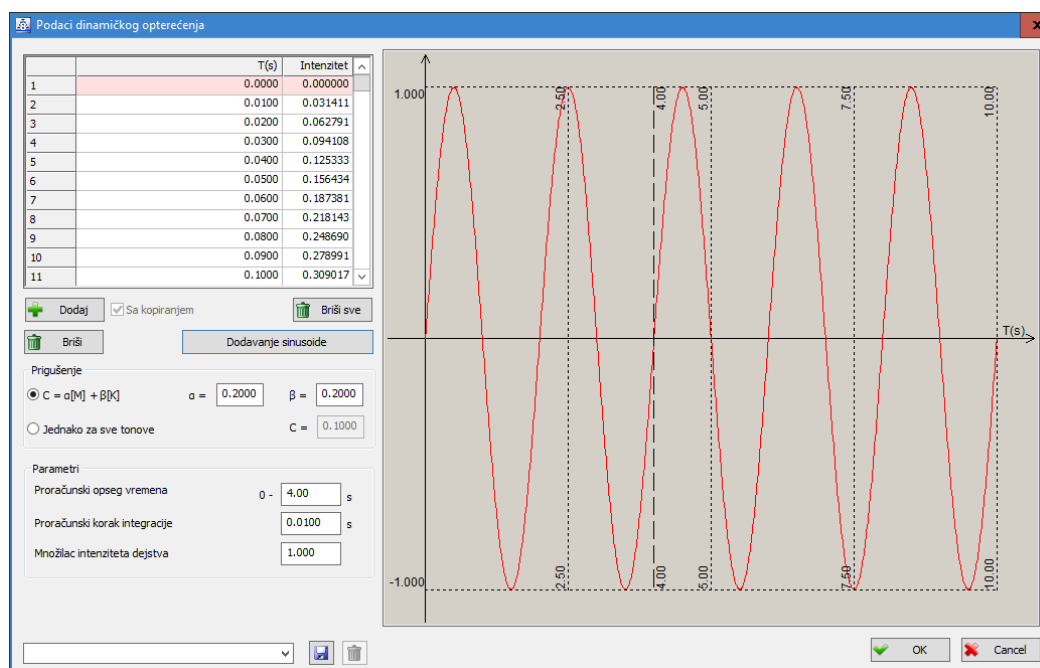 Podaci dinamičkog opterećenja
T(s) Intenzitet
1 0.0000 0.000000
2 0.0100 0.031411
3 0.0200 0.062791
4 0.0300 0.094108
5 0.0400 0.125333
6 0.0500 0.156434
7 0.0600 0.187381
8 0.0700 0.218143
9 0.0800 0.248690
10 0.0900 0.278991
11 0.1000 0.309017
Dodaj Sa kopiranjem Briši sve
Briši Dodavanje sinusoide
Prigušenje
C = α[M] + β[K] α = 0.2000 β = 0.2000
Jednako za sve tonove C = 0.1000
Parametri
Proračunski opseg vremena 0 - 4.00 s
Proračunski korak integracije 0.0100 s
Množilac intenziteta dejstva 1.000
1.000 2.50 4.00 5.00 7.50 10.00
T(s)
-1.000 2.50 4.00 5.00 7.50 10.00
OK Cancel